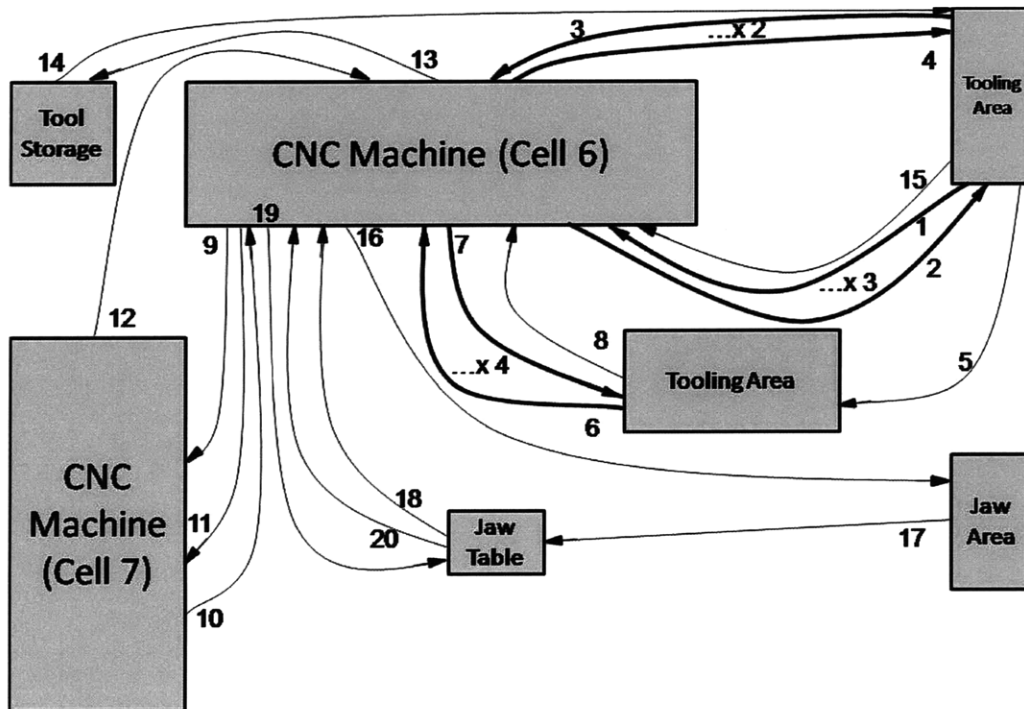 14
13
3
...x 2
4
Tool
Storage
CNC Machine (Cell 6)
Tooling
Area
15
1
2
...x 3
9
19
16
7
12
8
...x 4
Tooling Area
5
6
CNC
Machine
(Cell 7)
11
10
18
20
Jaw
Table
17
Jaw
Area